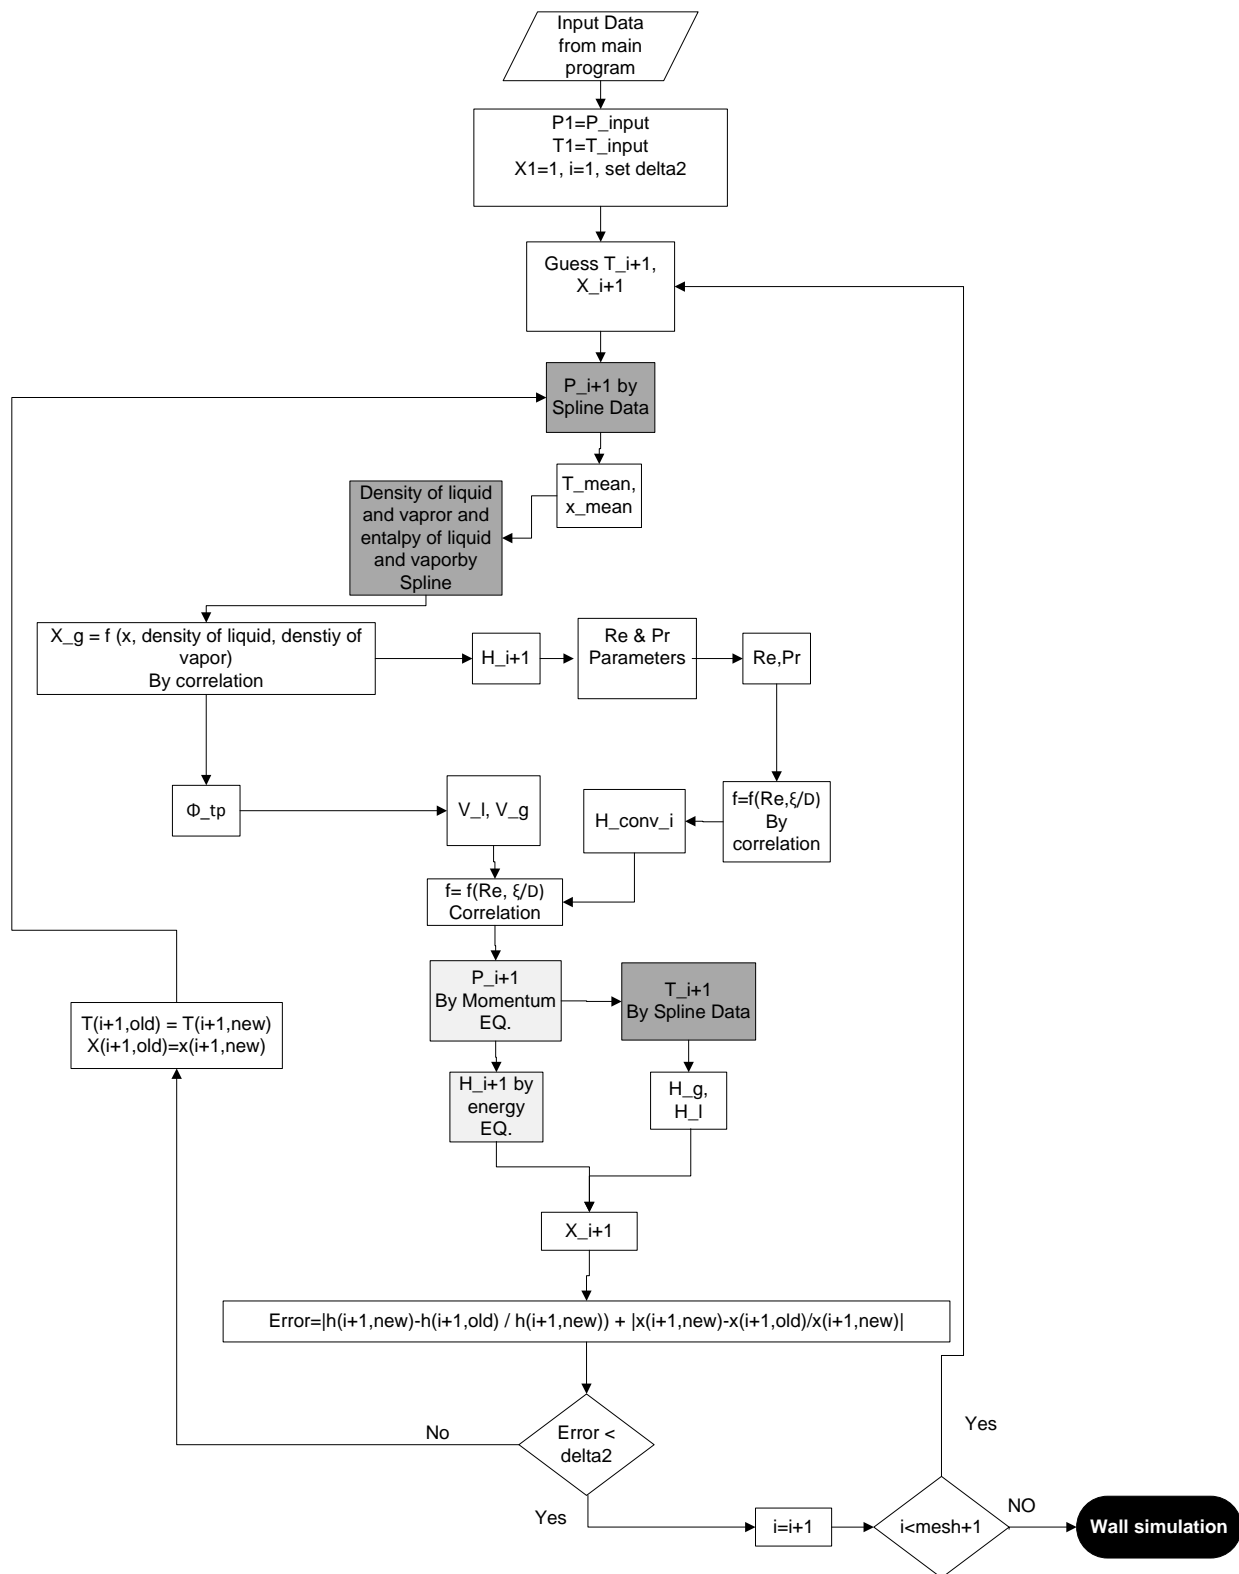 Input Data
from main
program
P1=P_input
T1=T_input
X1=1, i=1, set delta2
Guess T_i+1,
X_i+1
P_i+1 by
Spline Data
T_mean,
x_mean
Density of liquid
and vapror and
entalpy of liquid
and vaporby
Spline
X_g = f (x, density of liquid, denstiy of
vapor)
By correlation
H_i+1
Re & Pr
Parameters
Re,Pr
Φ_tp
V_l, V_g
H_conv_i
f=f(Re,ξ/D)
By
correlation
f= f(Re, ξ/D)
Correlation
P_i+1
By Momentum
EQ.
T_i+1
By Spline Data
T(i+1,old) = T(i+1,new)
X(i+1,old)=x(i+1,new)
H_i+1 by
energy
EQ.
H_g,
H_l
X_i+1
Error=|h(i+1,new)-h(i+1,old) / h(i+1,new)) + |x(i+1,new)-x(i+1,old)/x(i+1,new)|
Error <
delta2
No
Yes
Yes
i=i+1
i<mesh+1
NO
Wall simulation